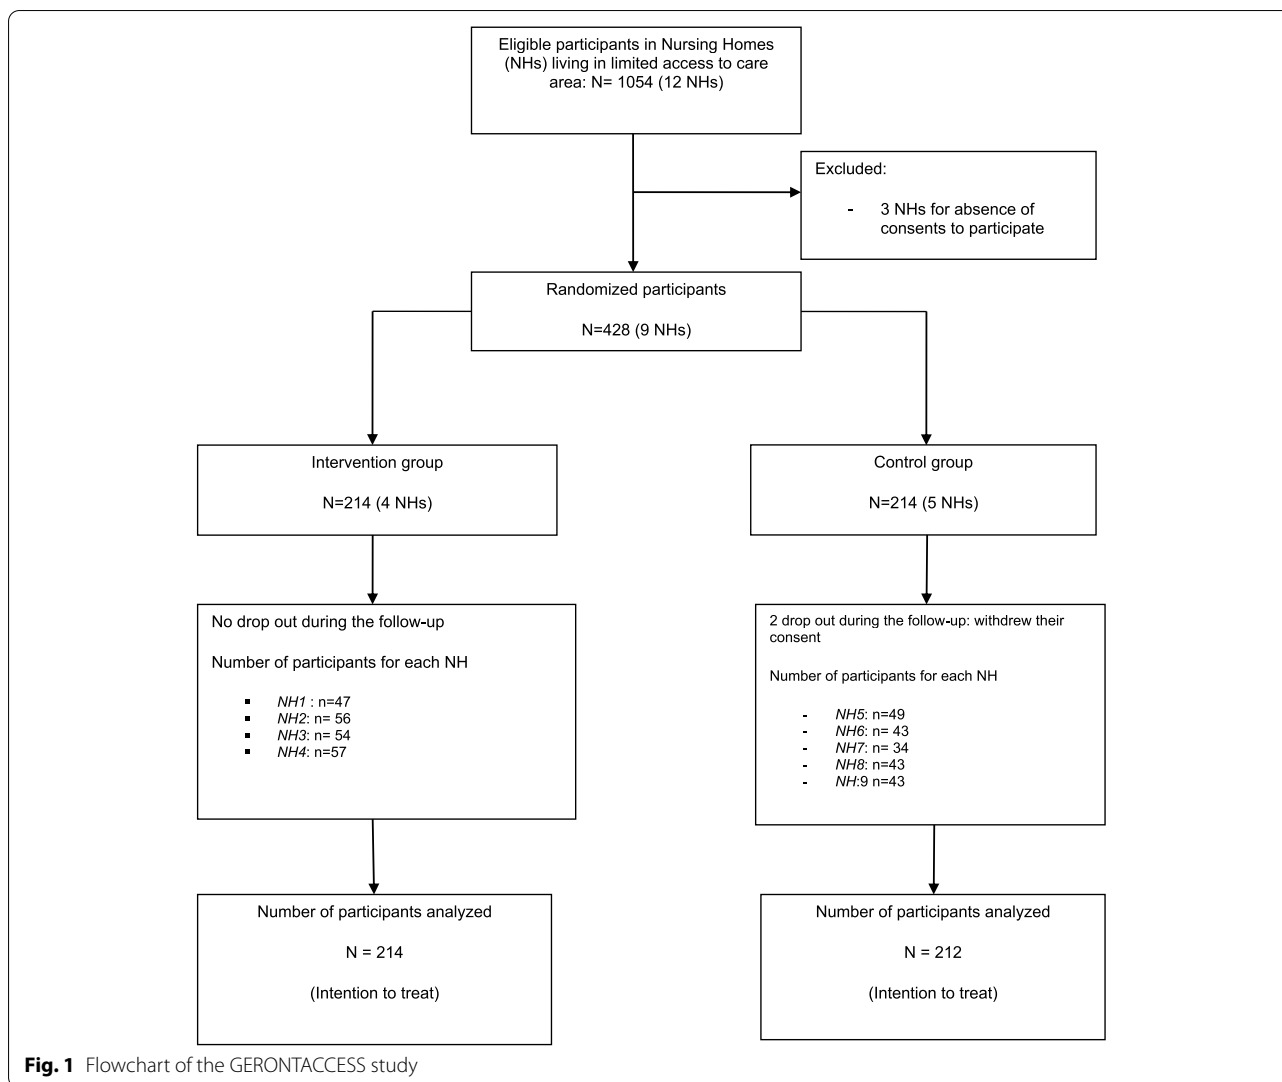 Eligible participants in Nursing Homes
(NHs) living in limited access to care
area: N= 1054 (12 NHs)
Excluded:
- 3 NHs for absence of
consents to participate
Randomized participants
N=428 (9 NHs)
Intervention group
N=214 (4 NHs)
Control group
N=214 (5 NHs)
No drop out during the follow-up
Number of participants for each NH
▪ NH1 : n=47
▪ NH2: n= 56
▪ NH3: n= 54
▪ NH4: n=57
2 drop out during the follow-up: withdrew their
consent
Number of participants for each NH
- NH5: n=49
- NH6: n= 43
- NH7: n= 34
- NH8: n=43
- NH:9 n=43
Number of participants analyzed
N = 214
(Intention to treat)
Number of participants analyzed
N = 212
(Intention to treat)
Fig. 1 Flowchart of the GERONTACCESS study